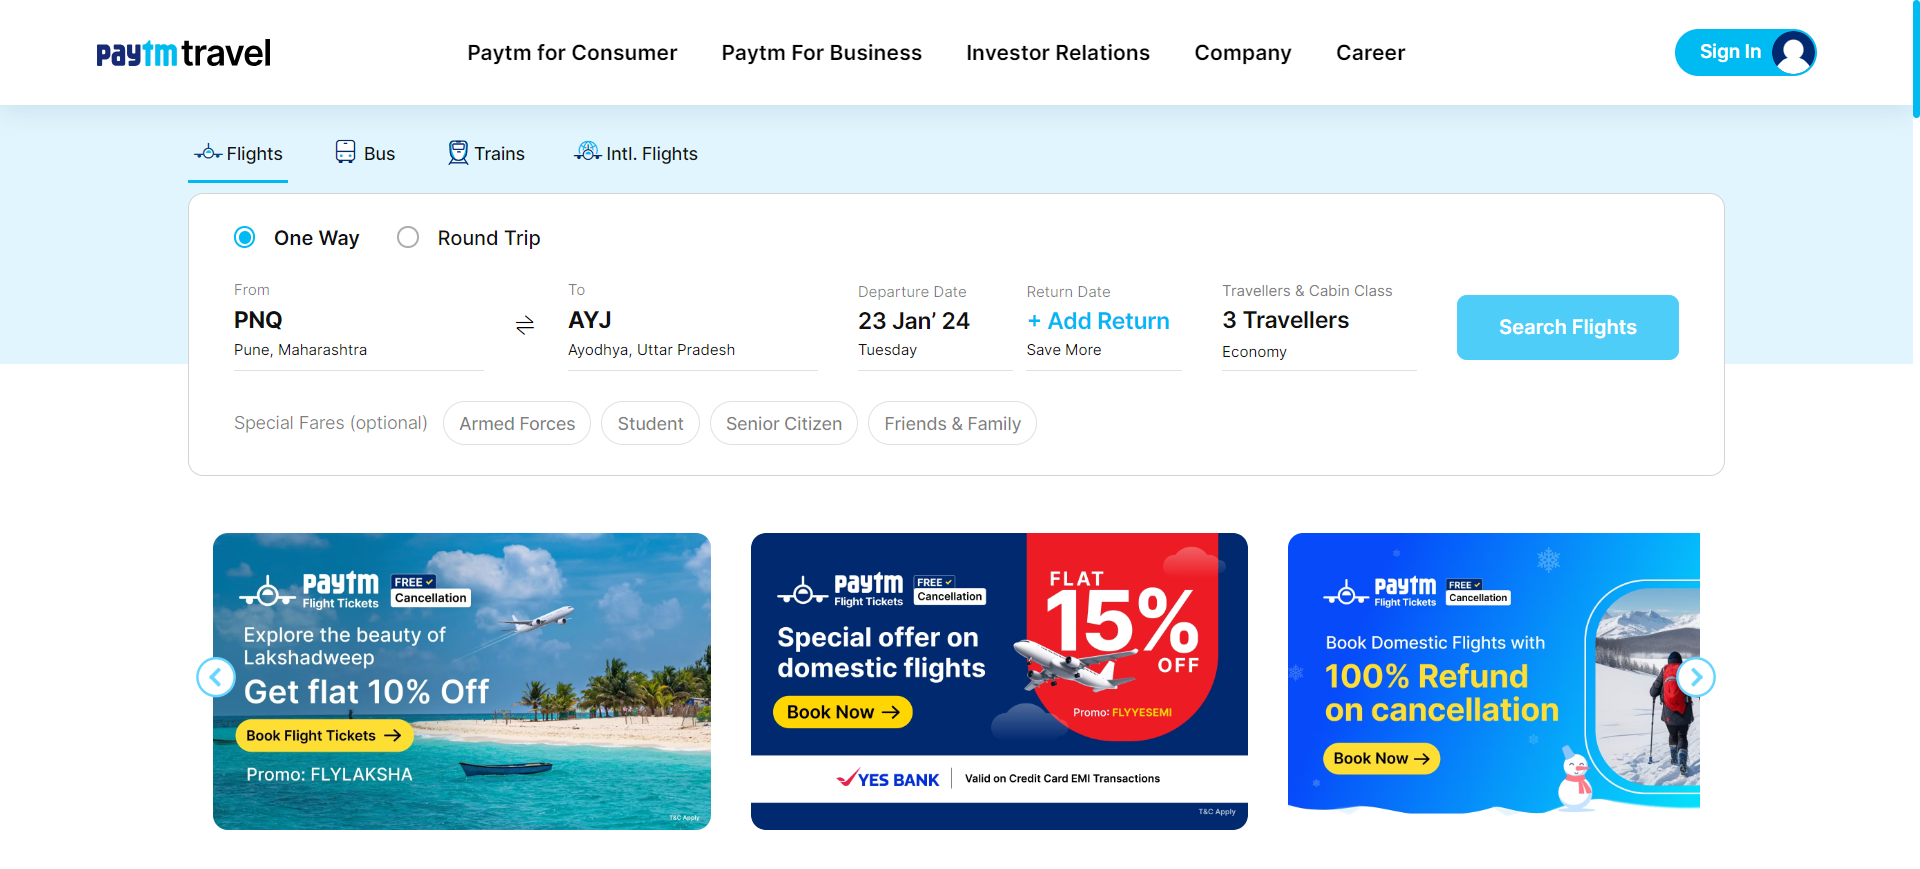 paytm travel
Paytm for Consumer
Paytm For Business
Investor Relations
Company
Career
Sign In
Flights
Bus
Trains
Intl. Flights
One Way
Round Trip
From
PNQ
Pune, Maharashtra
To
AYJ
Ayodhya, Uttar Pradesh
Departure Date
23 Jan’ 24
Tuesday
Return Date
+ Add Return
Save More
Travellers & Cabin Class
3 Travellers
Economy
Search Flights
Special Fares (optional)
Armed Forces
Student
Senior Citizen
Friends & Family
paytm
Flight Tickets
FREE
Cancellation
Explore the beauty of
Lakshadweep
Get flat 10% Off
Book Flight Tickets
Promo: FLYLAKSHA
T&C Apply
paytm
Flight Tickets
FREE
Cancellation
Special offer on
domestic flights
Book Now
FLAT
15%
OFF
Promo: FLYYESEMI
YES BANK
Valid on Credit Card EMI Transactions
T&C Apply
paytm
Flight Tickets
FREE
Cancellation
Book Domestic Flights with
100% Refund
on cancellation
Book Now